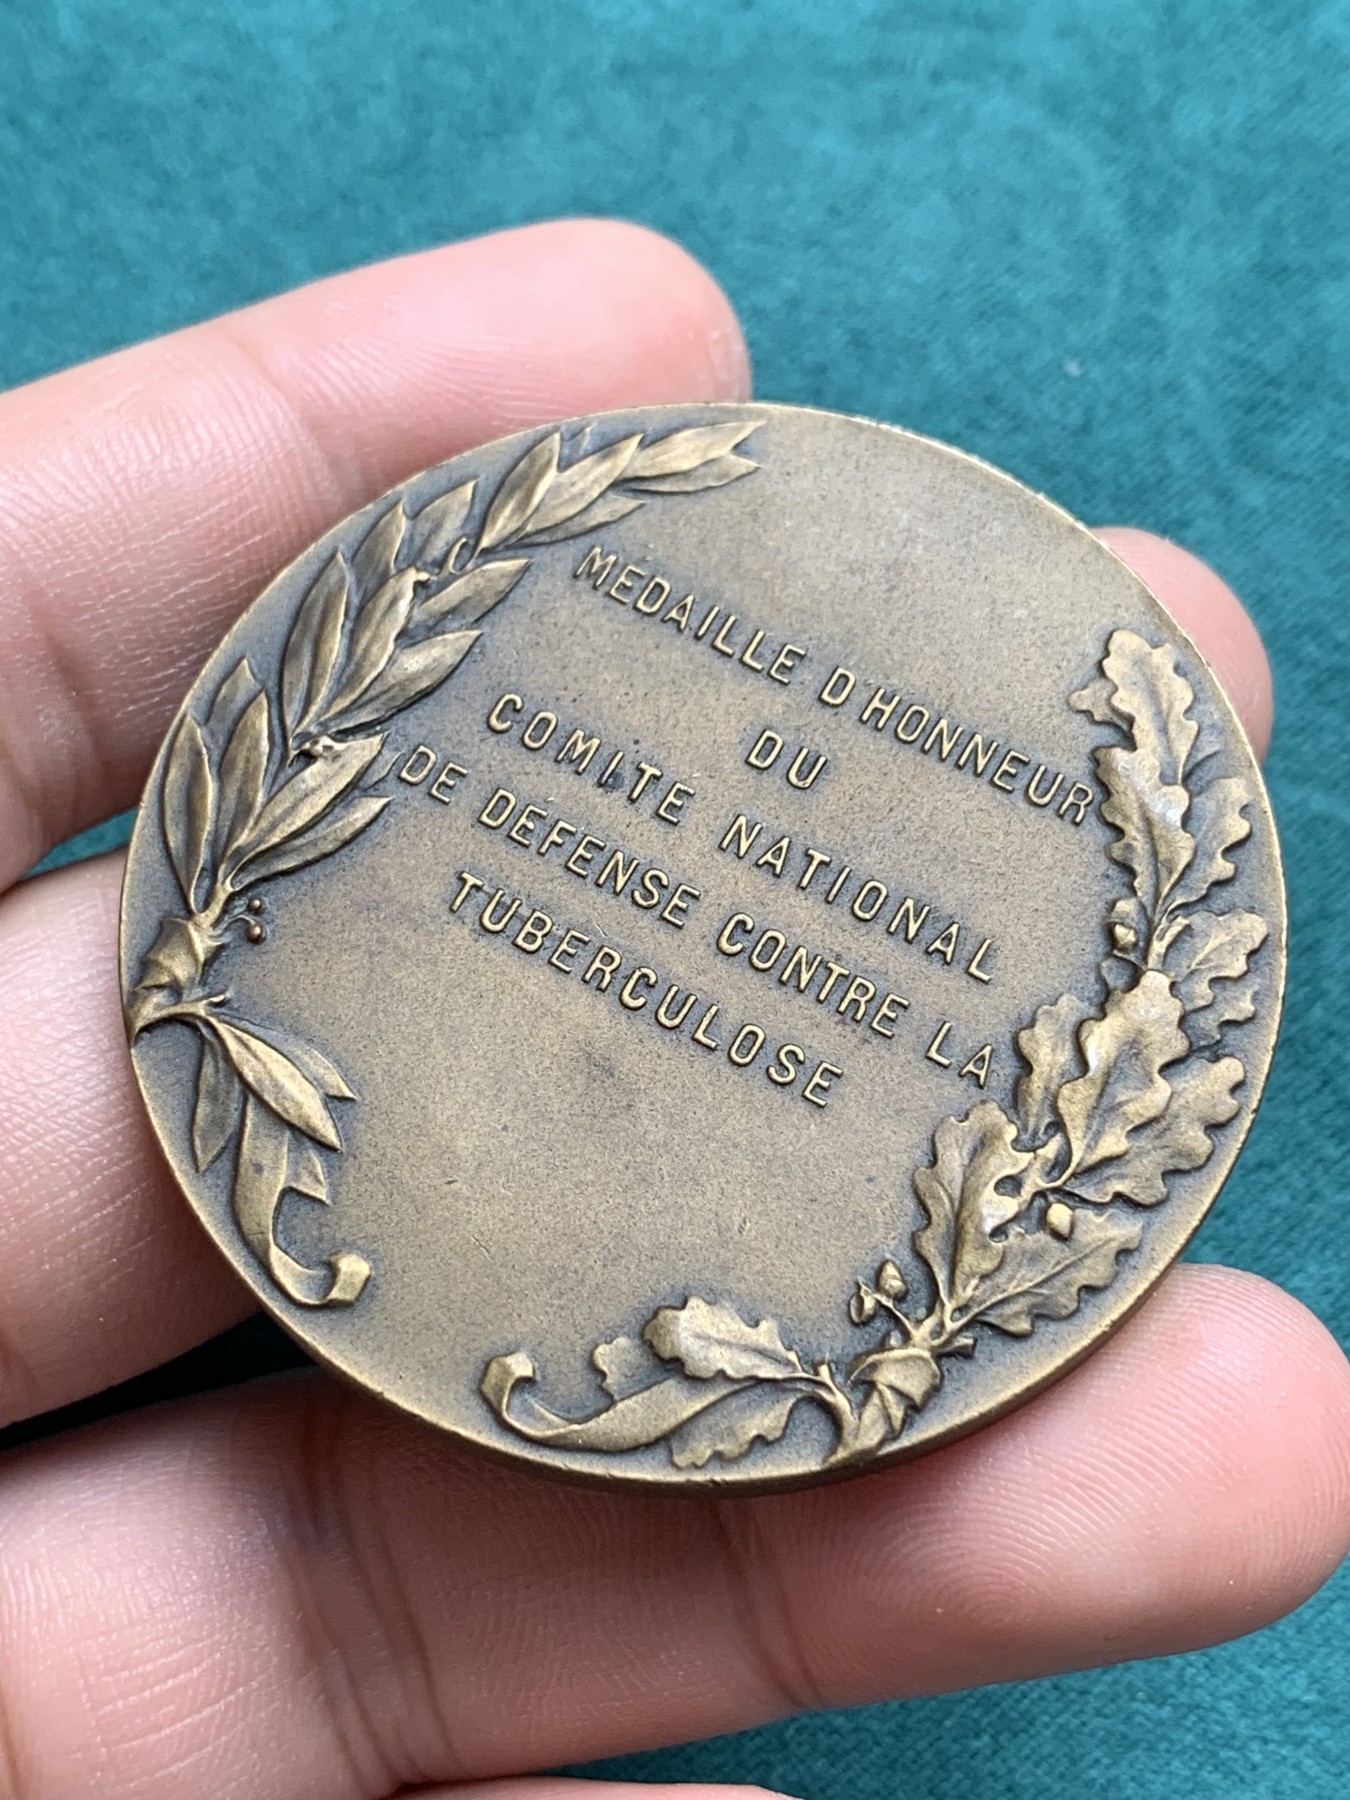 MEDAILLE D'HONNEUR
DU
COMITE NATIONAL
DE DEFENSE CONTRE LA
TUBERCULOSE